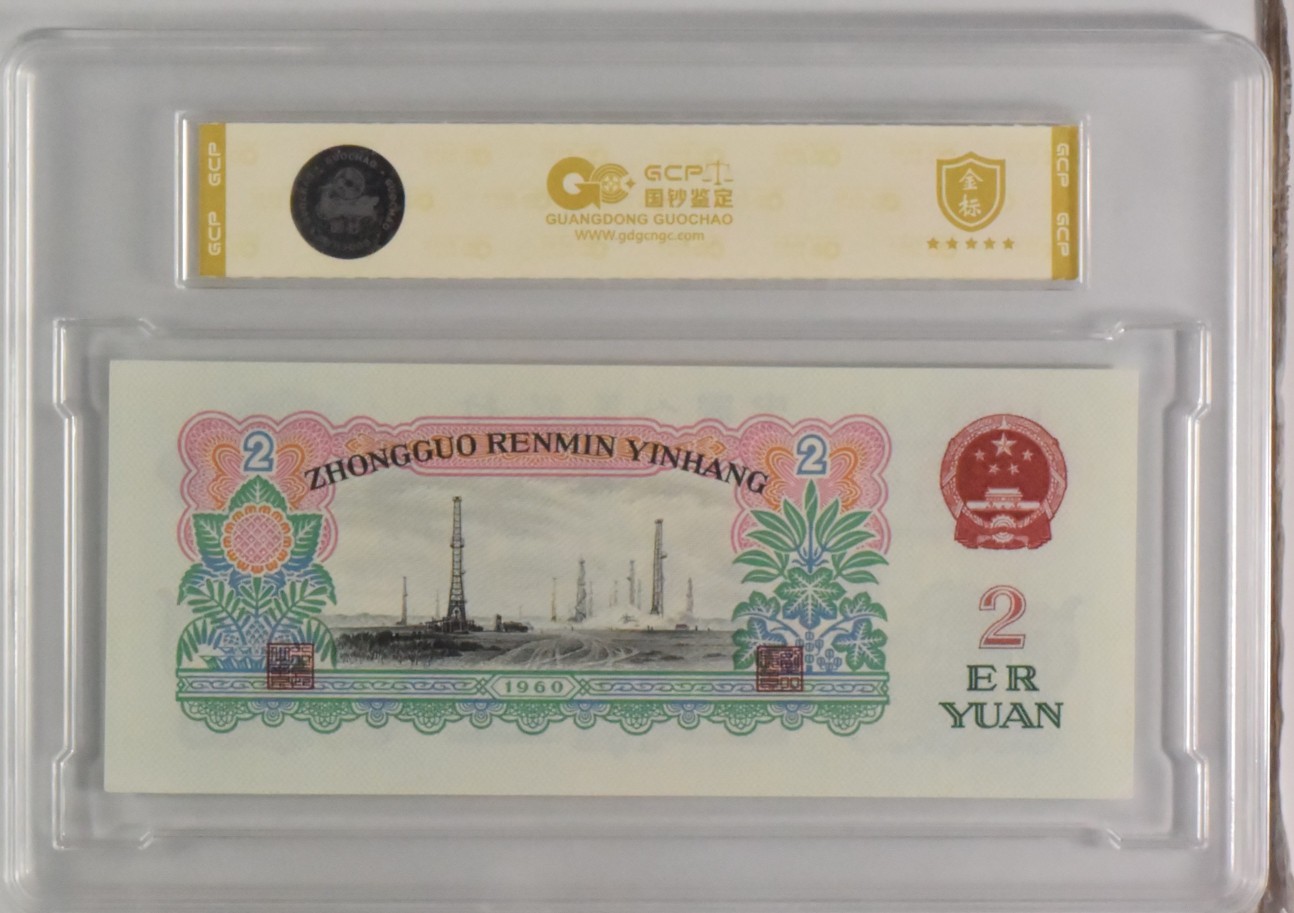 GCP
GCP
GUOCHAO
GCP
国钞鉴定
GUANGDONG GUOCHAO
WWW.gdgcngc.com
金
标
GCP
GCP
2
ZHONGGUO RENMIN YINHANG
2
1960
2
ER
YUAN